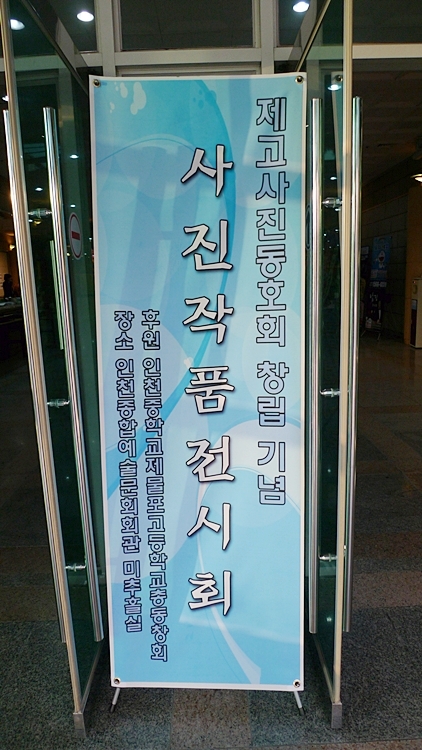 제고사진동호회 창립 기념
사진작품전시회
후원 인천중학교제물포고등학교총동창회
장소 인천종합예술문화회관 미추홀실